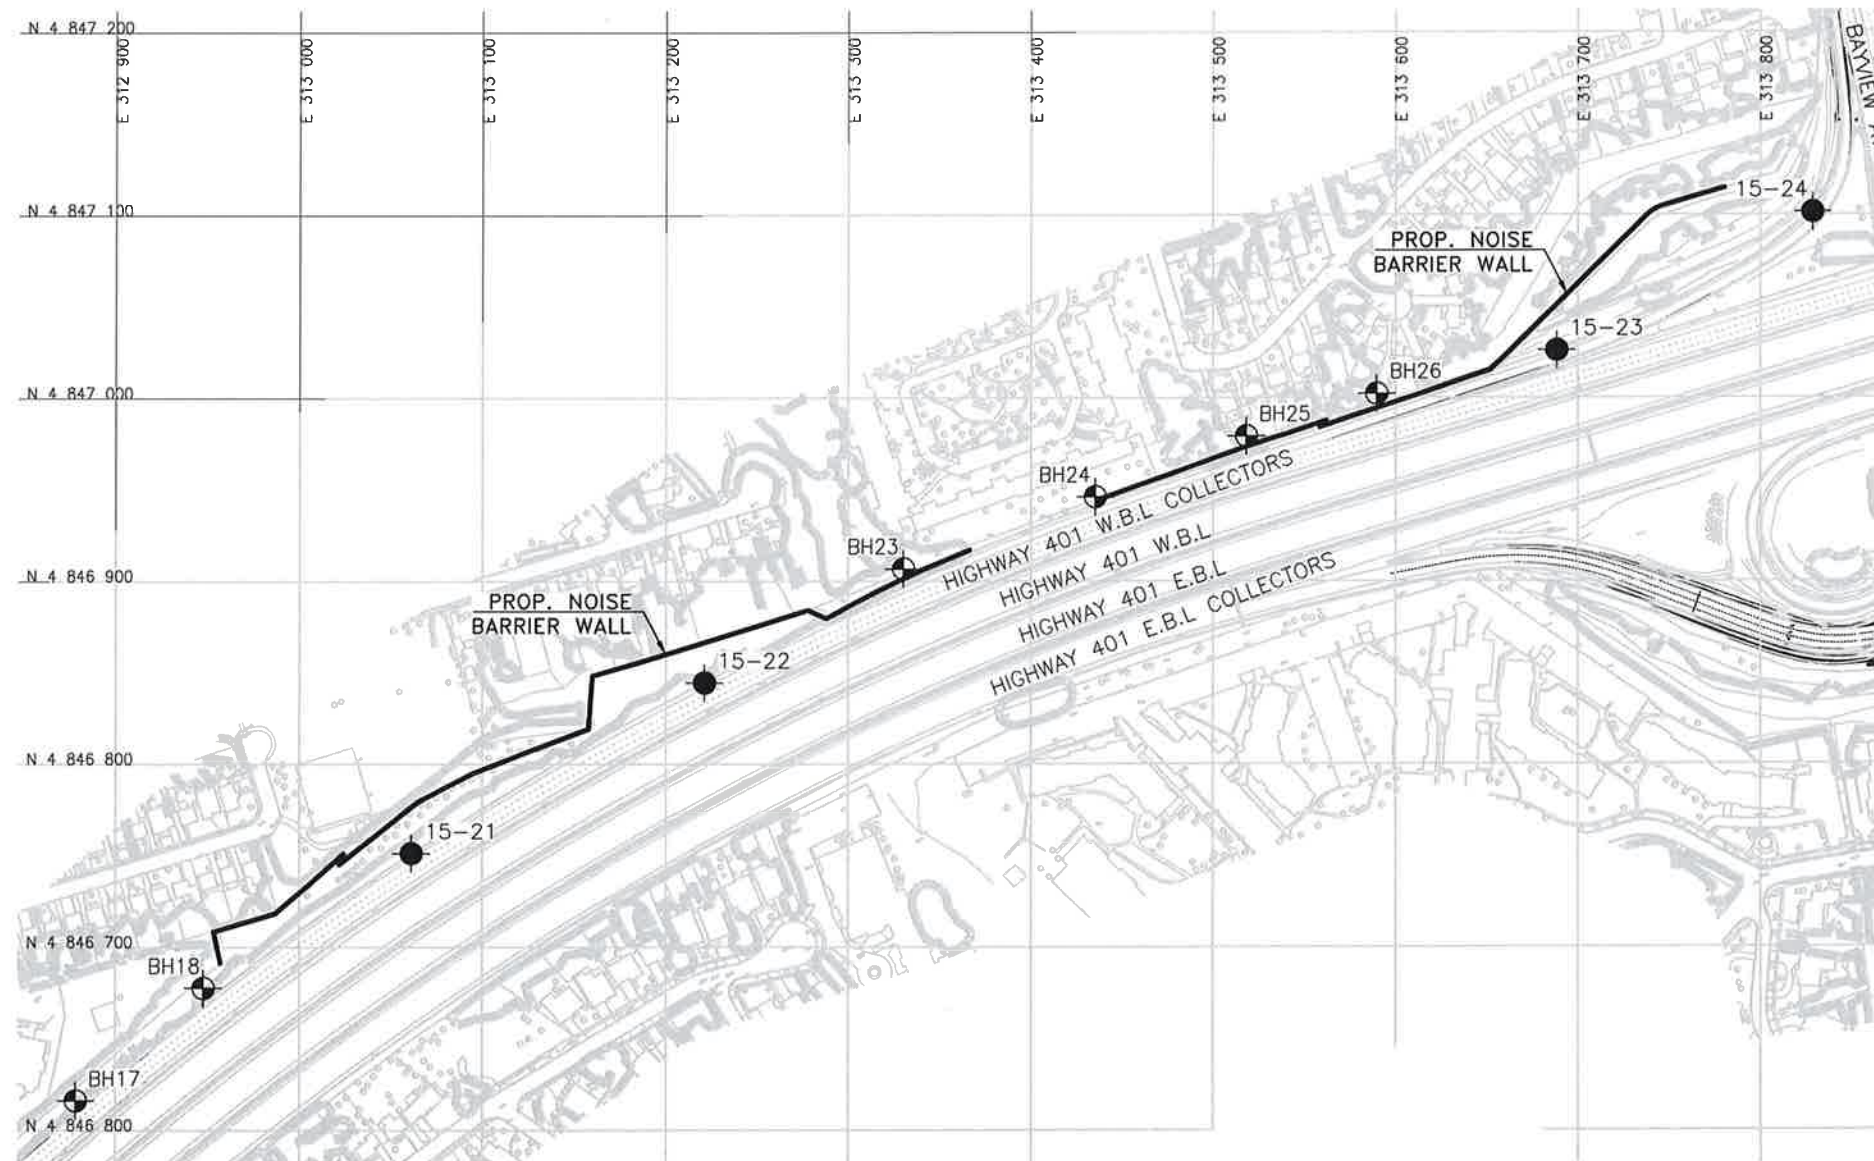 N 4 847 200
E 312 900
E 313 000
E 313 100
E 313 200
E 313 300
E 313 400
E 313 500
E 313 600
E 313 700
E 313 800
BAYVIEW
N 4 847 100
15-24
PROP. NOISE
BARRIER WALL
15-23
BH26
N 4 847 000
BH25
BH24
HIGHWAY 401 W.B.L COLLECTORS
BH23
HIGHWAY 401 W.B.L
HIGHWAY 401 E.B.L
HIGHWAY 401 E.B.L COLLECTORS
N 4 846 900
PROP. NOISE
BARRIER WALL
15-22
N 4 846 800
15-21
N 4 846 700
BH18
BH17
N 4 846 800